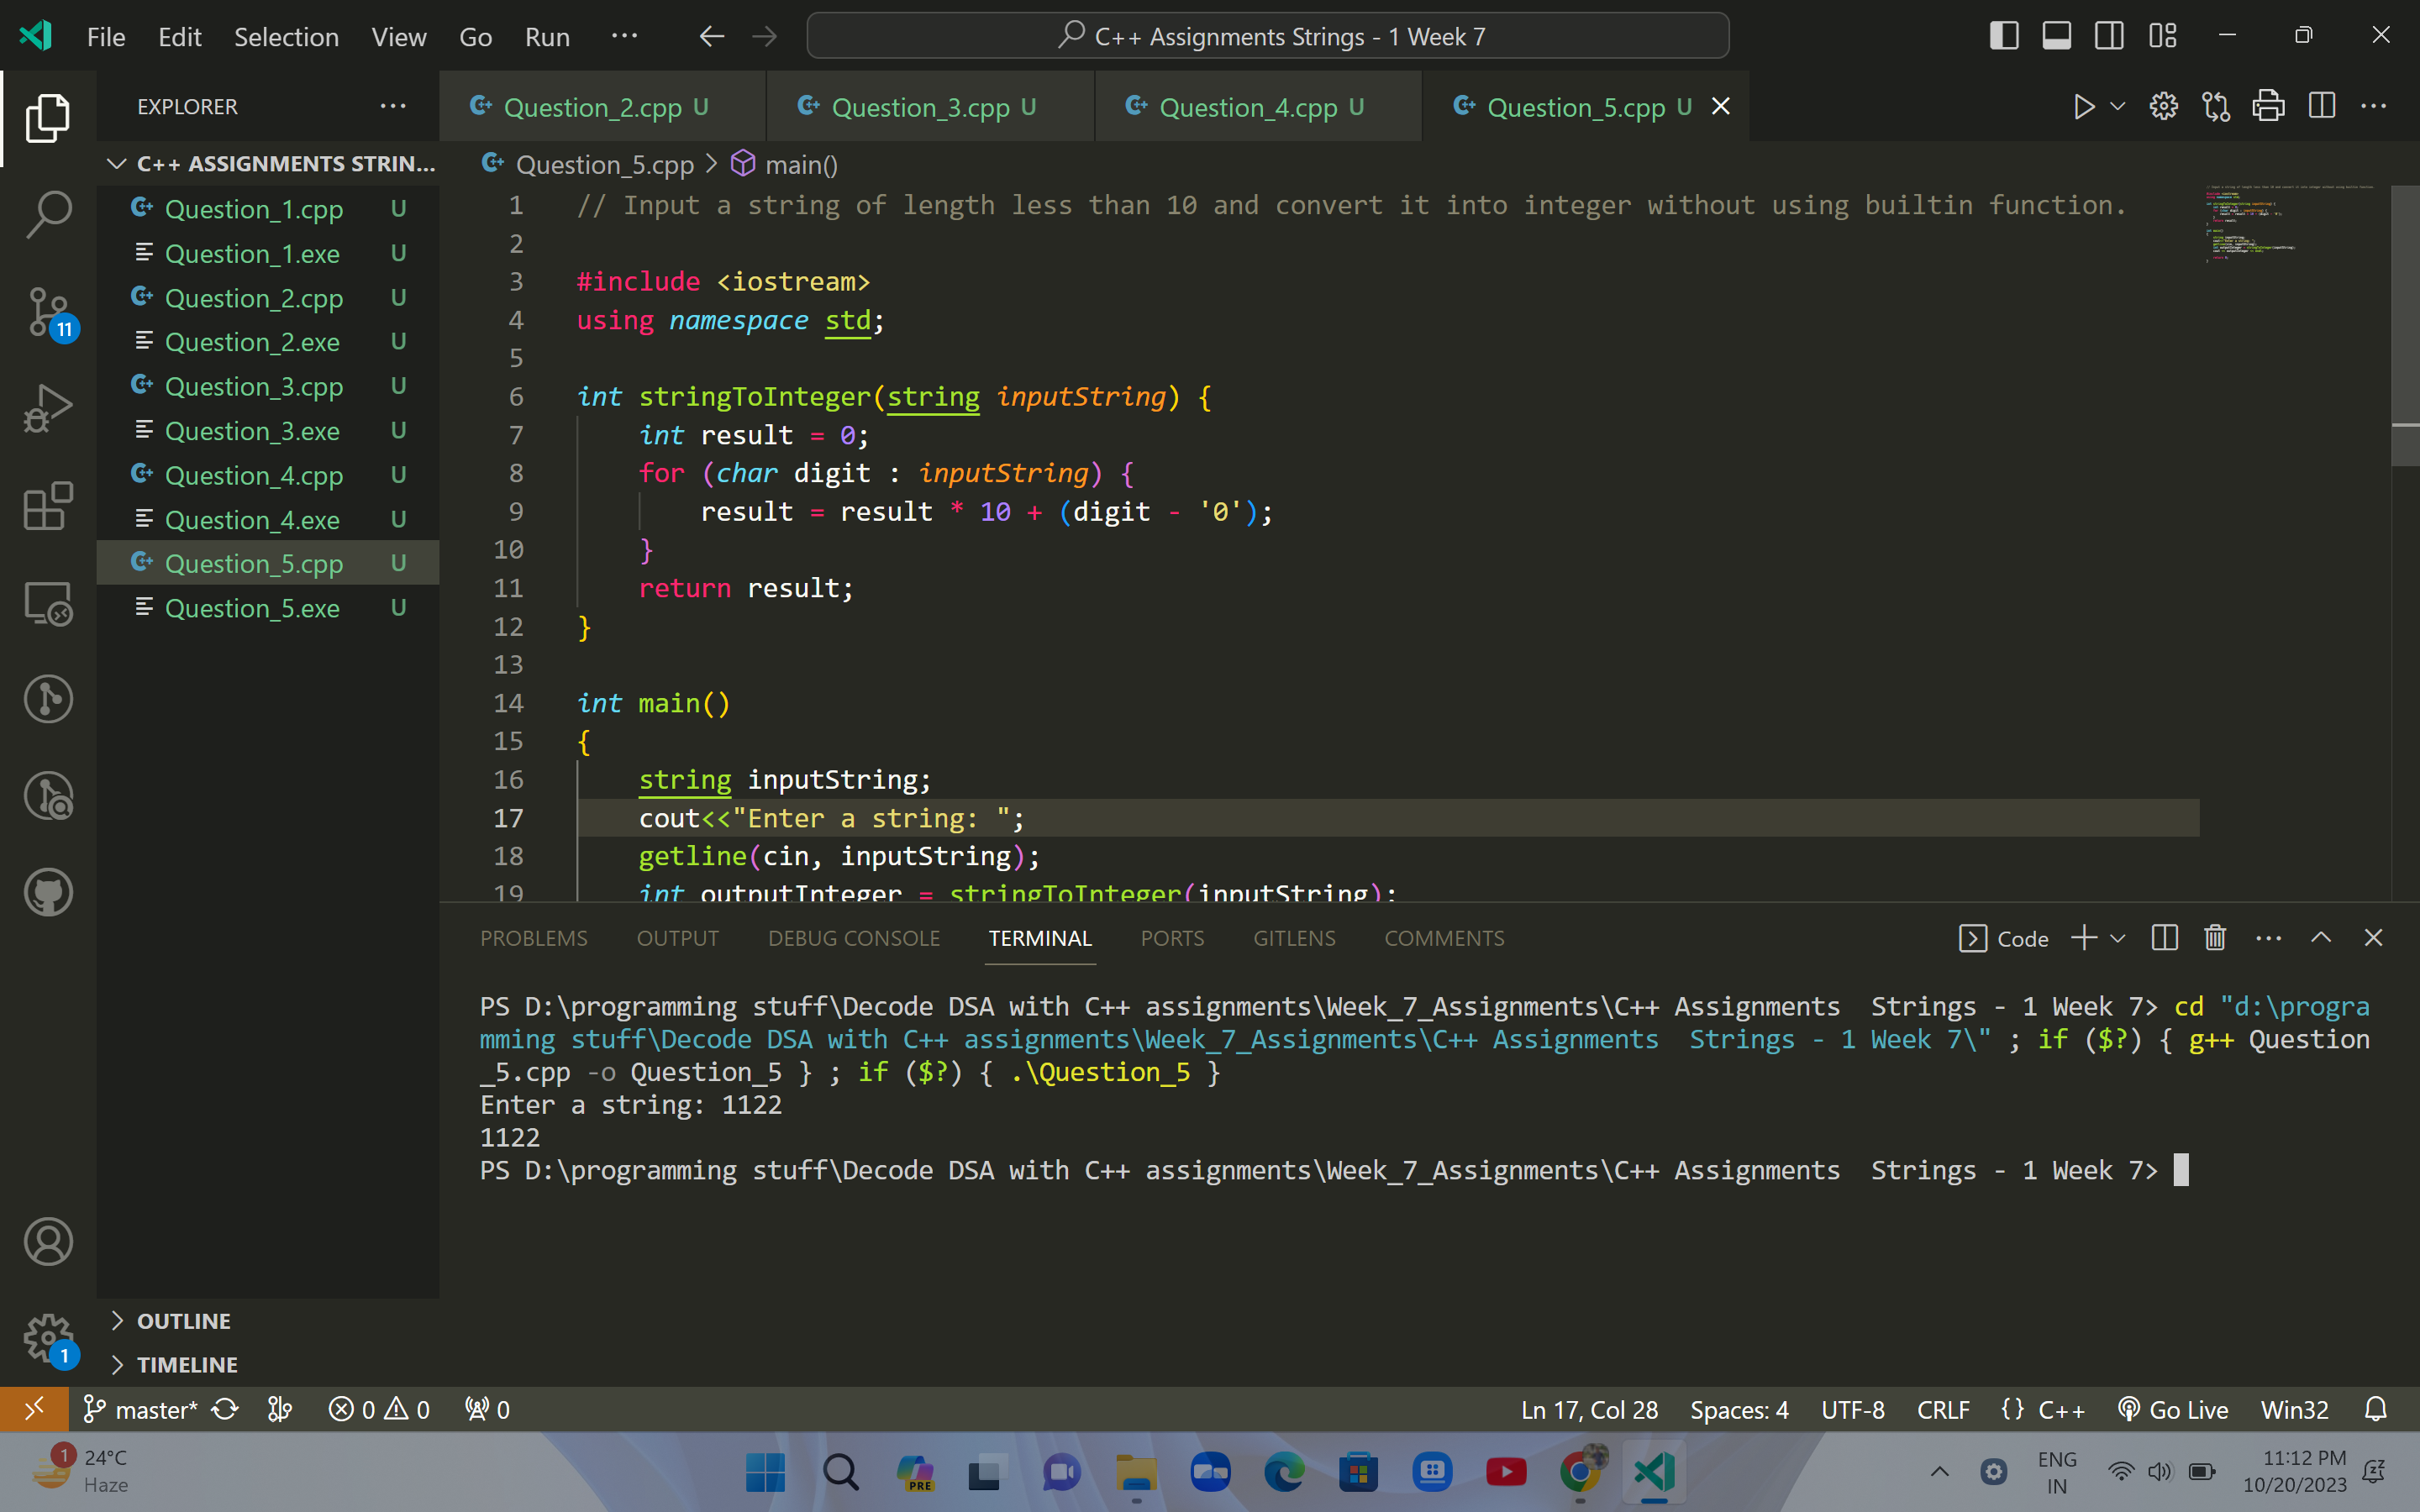 File Edit Selection View Go Run ··· C++ Assignments Strings - 1 Week 7
EXPLORER ···
Question_2.cpp U Question_3.cpp U Question_4.cpp U Question_5.cpp U
C++ ASSIGNMENTS STRIN...
Question_1.cpp U
Question_1.exe U
Question_2.cpp U
Question_2.exe U
Question_3.cpp U
Question_3.exe U
Question_4.cpp U
Question_4.exe U
Question_5.cpp U
Question_5.exe U
11
OUTLINE
TIMELINE
1
Question_5.cpp > main()
1 // Input a string of length less than 10 and convert it into integer without using builtin function.
2
3 #include <iostream>
4 using namespace std;
5
6 int stringToInteger(string inputString) {
7     int result = 0;
8     for (char digit : inputString) {
9         result = result * 10 + (digit - '0');
10     }
11     return result;
12 }
13
14 int main()
15 {
16     string inputString;
17     cout<<"Enter a string: ";
18     getline(cin, inputString);
19     int outputInteger = stringToInteger(inputString);
PROBLEMS OUTPUT DEBUG CONSOLE TERMINAL PORTS GITLENS COMMENTS Code
PS D:\programming stuff\Decode DSA with C++ assignments\Week_7_Assignments\C++ Assignments  Strings - 1 Week 7> cd "d:\progra
mming stuff\Decode DSA with C++ assignments\Week_7_Assignments\C++ Assignments  Strings - 1 Week 7\" ; if ($?) { g++ Question
_5.cpp -o Question_5 } ; if ($?) { .\Question_5 }
Enter a string: 1122
1122
PS D:\programming stuff\Decode DSA with C++ assignments\Week_7_Assignments\C++ Assignments  Strings - 1 Week 7>
master* 0 0 0 Ln 17, Col 28 Spaces: 4 UTF-8 CRLF {} C++ Go Live Win32
1 24°C
Haze
PRE
ENG
IN
11:12 PM
10/20/2023